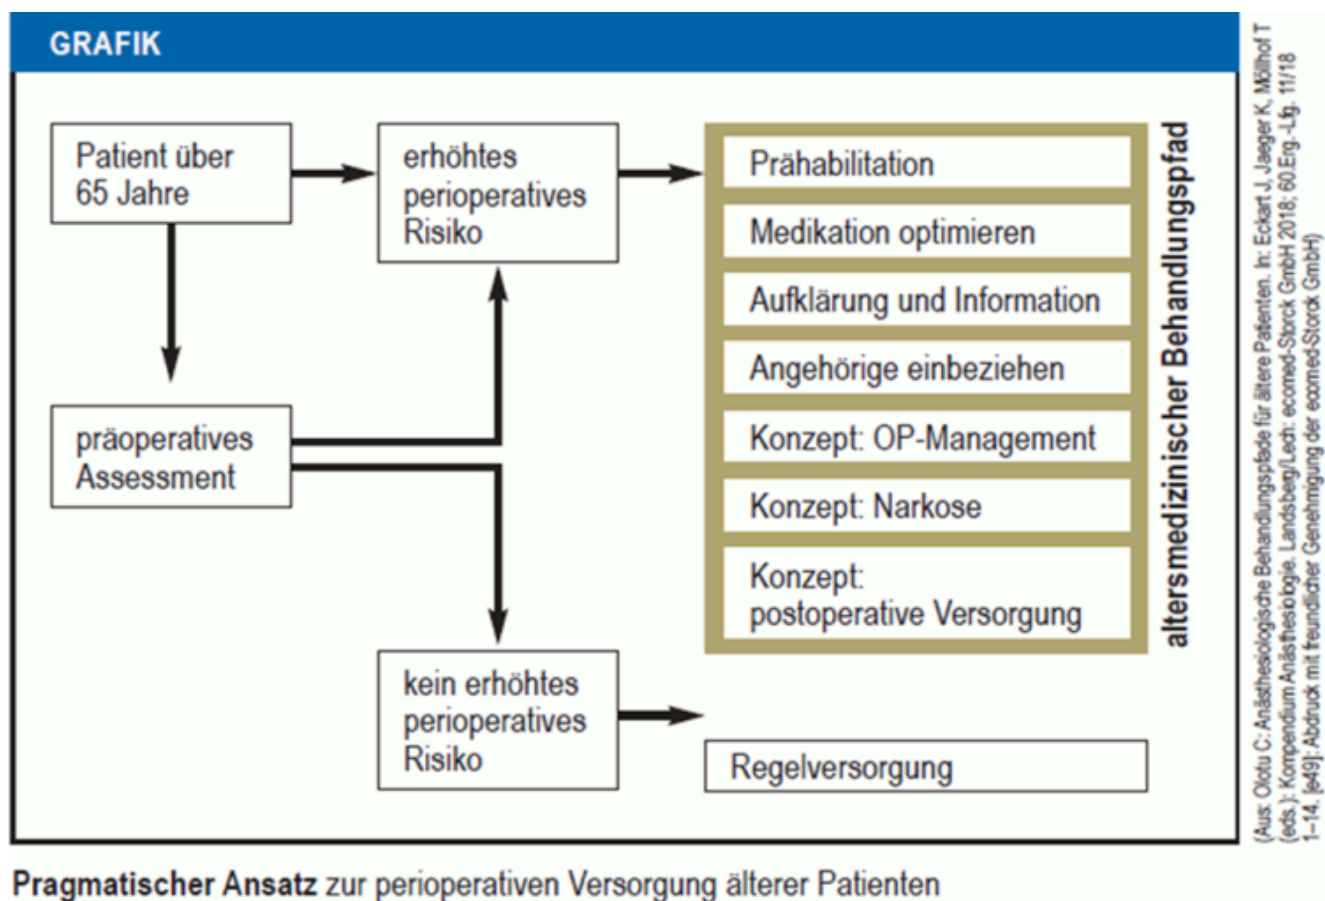 GRAFIK
Patient über
65 Jahre
erhöhtes
perioperatives
Risiko
präoperatives
Assessment
kein erhöhtes
perioperatives
Risiko
Prähabilitation
Medikation optimieren
Aufklärung und Information
Angehörige einbeziehen
Konzept: OP-Management
Konzept: Narkose
Konzept:
postoperative Versorgung
altersmedizinischer Behandlungspfad
Regelversorgung
(Aus: Olotu C: Anästhesiologische Behandlungspfade für ältere Patienten. In: Eckart J, Jaeger K, Möllhof T
(eds.): Kompendium Anästhesiologie. Landsberg/Lech: ecomed-Storck GmbH 2018; 60.Erg.-Lfg. 11/18
1–14. [e49]: Abdruck mit freundlicher Genehmigung der ecomed-Storck GmbH)
Pragmatischer Ansatz zur perioperativen Versorgung älterer Patienten